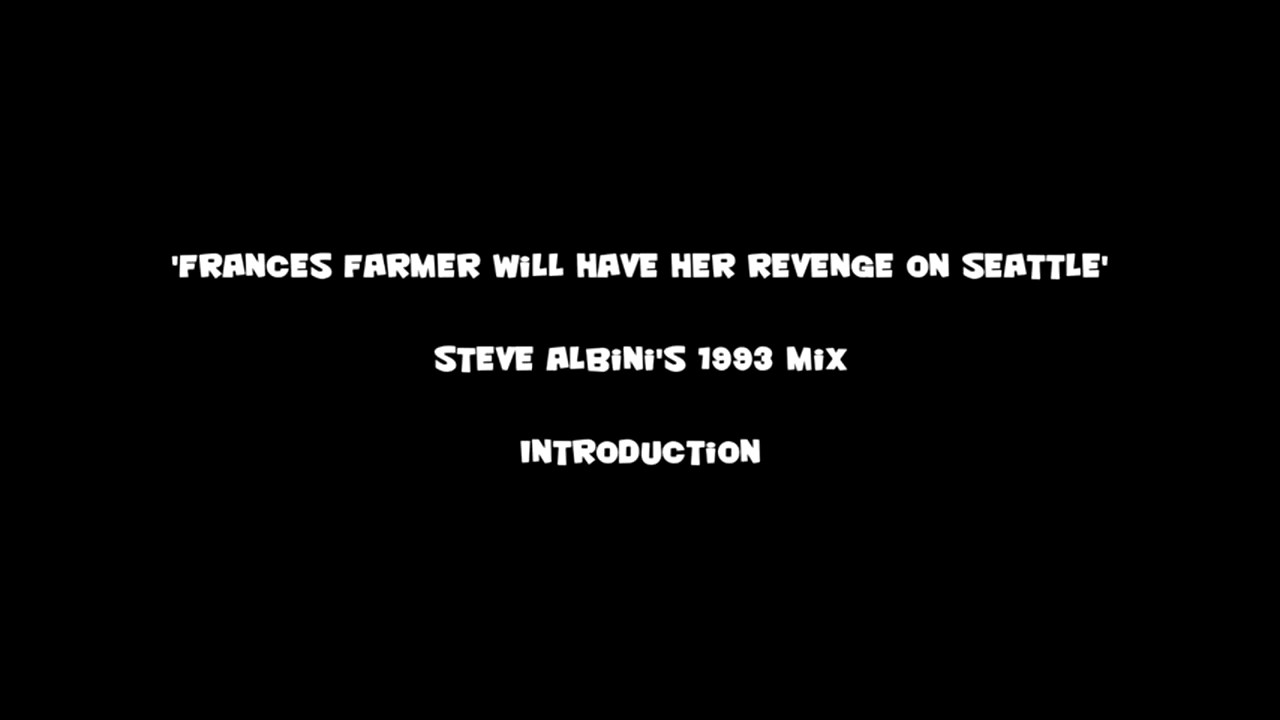 'FRANCES FARMER WiLL HAVE HER REVENGE ON SEATTLE'
STEVE ALBiNi'S 1993 MiX
INTRODUCTiON